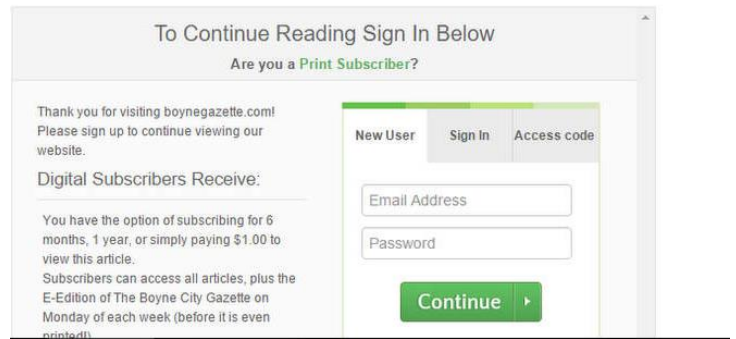 To Continue Reading Sign In Below
Are you a Print Subscriber?
Thank you for visiting boynegazette.com!
Please sign up to continue viewing our
website.
Digital Subscribers Receive:
You have the option of subscribing for 6
months, 1 year, or simply paying $1.00 to
view this article.
Subscribers can access all articles, plus the
E-Edition of The Boyne City Gazette on
Monday of each week (before it is even
printed!)
New User Sign In Access code
Email Address
Password
Continue